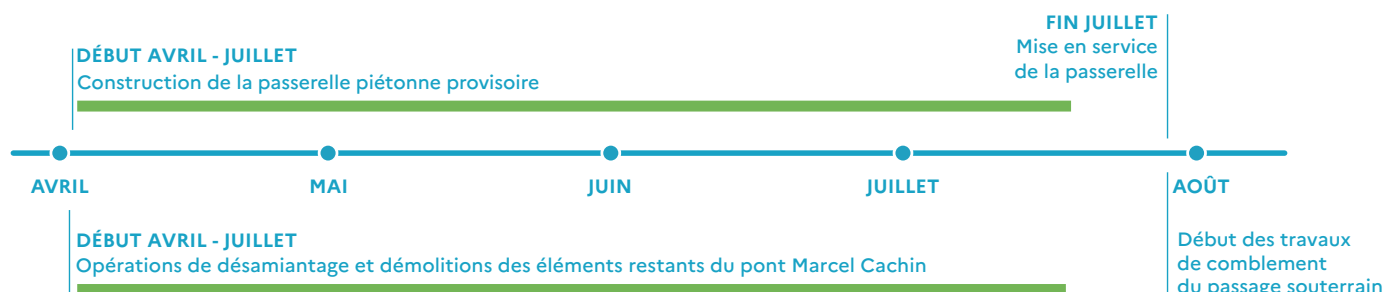 FIN JUILLET
Mise en service
de la passerelle
DÉBUT AVRIL - JUILLET
Construction de la passerelle piétonne provisoire
AVRIL
MAI
JUIN
JUILLET
AOÛT
DÉBUT AVRIL - JUILLET
Opérations de désamiantage et démolitions des éléments restants du pont Marcel Cachin
Début des travaux
de comblement
du passage souterrain